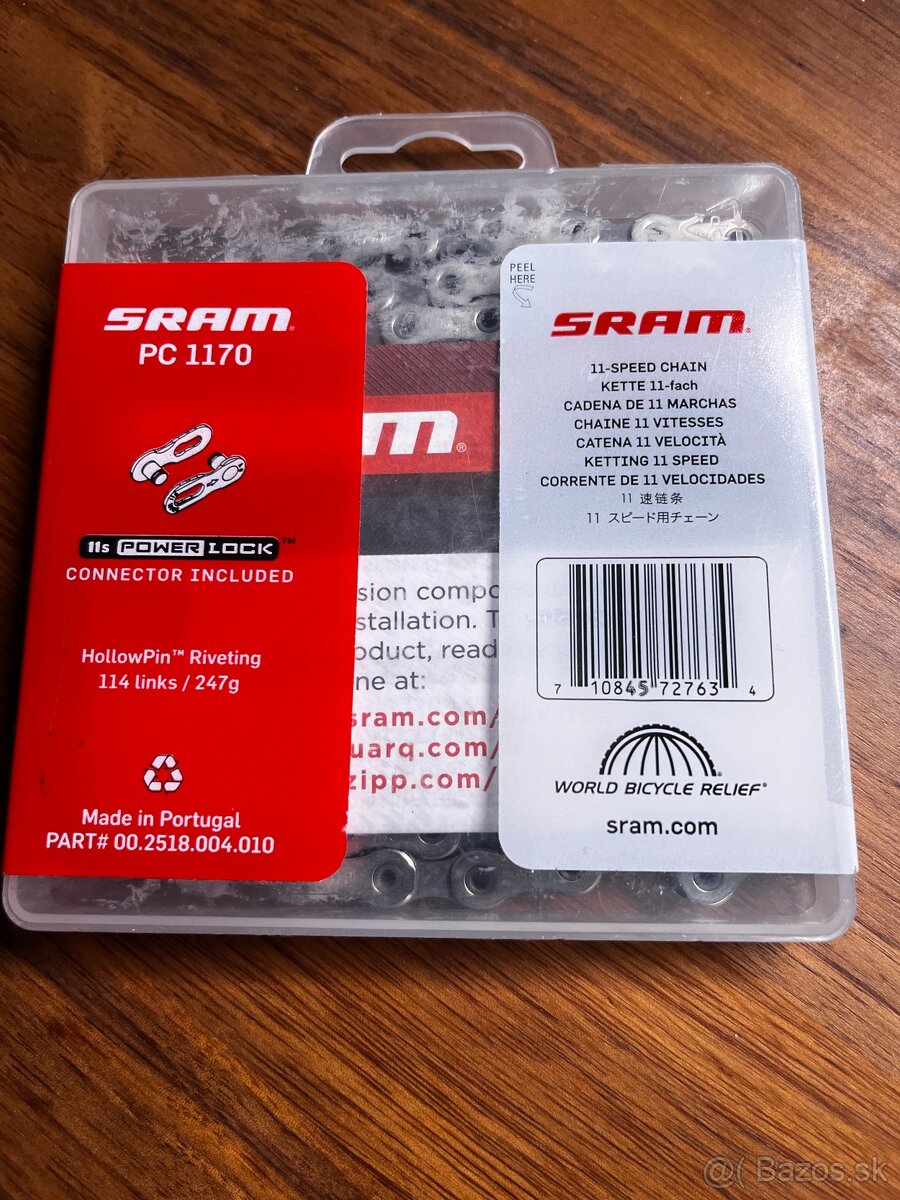 SRAM®
PC 1170
11s POWER LOCK™
CONNECTOR INCLUDED
HollowPin™ Riveting
114 links / 247g
Made in Portugal
PART# 00.2518.004.010
m®
sion compo
stallation. T
oduct, read
ne at:
sram.com/
uarq.com/
zipp.com/
PEEL
HERE
SRAM®
11-SPEED CHAIN
KETTE 11-fach
CADENA DE 11 MARCHAS
CHAINE 11 VITESSES
CATENA 11 VELOCITÀ
KETTING 11 SPEED
CORRENTE DE 11 VELOCIDADES
11 速链条
11 スピード用チェーン
7 10845 72763 4
WORLD BICYCLE RELIEF®
sram.com
@( Bazos.sk